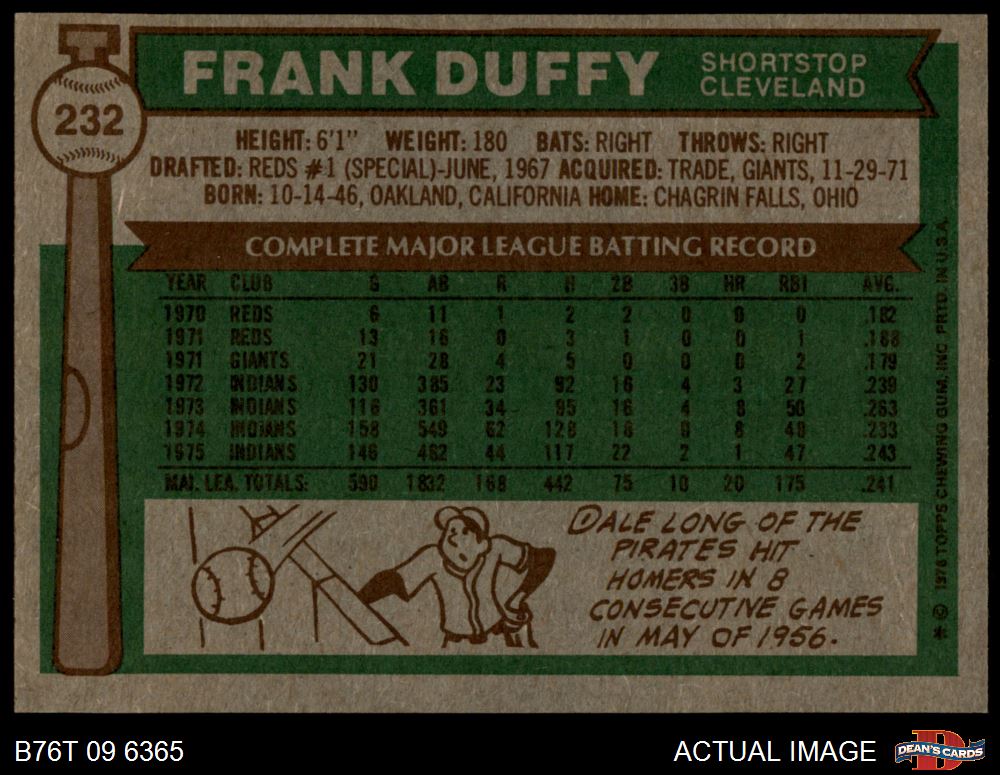 232
FRANK DUFFY
SHORTSTOP
CLEVELAND
HEIGHT: 6'1" WEIGHT: 180 BATS: RIGHT THROWS: RIGHT
DRAFTED: REDS #1 (SPECIAL)-JUNE, 1967 ACQUIRED: TRADE, GIANTS, 11-29-71
BORN: 10-14-46, OAKLAND, CALIFORNIA HOME: CHAGRIN FALLS, OHIO
COMPLETE MAJOR LEAGUE BATTING RECORD
YEAR CLUB G AB R H 2B 3B HR RBI AVG.
1970 REDS 6 11 1 2 2 0 0 0 .182
1971 REDS 13 16 0 3 1 0 0 1 .188
1971 GIANTS 21 28 4 5 0 0 0 2 .179
1972 INDIANS 130 385 23 92 16 4 3 27 .239
1973 INDIANS 116 361 34 95 16 4 8 50 .263
1974 INDIANS 158 549 62 128 18 0 8 48 .233
1975 INDIANS 146 482 44 117 22 2 1 47 .243
MAJ. LEA. TOTALS: 590 1832 168 442 75 10 20 175 .241
DALE LONG OF THE
PIRATES HIT
HOMERS IN 8
CONSECUTIVE GAMES
IN MAY OF 1956.
* © 1976 TOPPS CHEWING GUM, INC. PRTD. IN U.S.A.
B76T 09 6365
ACTUAL IMAGE
D
DEAN'S CARDS